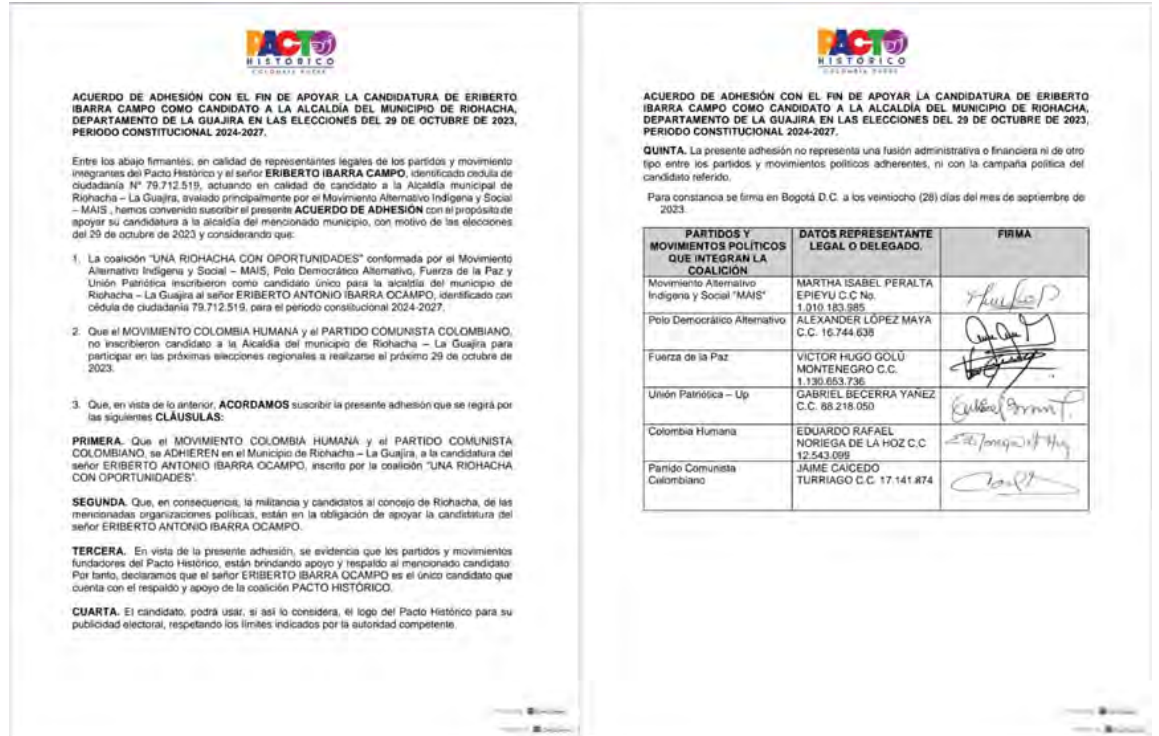 PACTO
HISTÓRICO
COLOMBIA PUEDE
ACUERDO DE ADHESIÓN CON EL FIN DE APOYAR LA CANDIDATURA DE ERIBERTO
IBARRA CAMPO COMO CANDIDATO A LA ALCALDÍA DEL MUNICIPIO DE RIOHACHA,
DEPARTAMENTO DE LA GUAJIRA EN LAS ELECCIONES DEL 29 DE OCTUBRE DE 2023,
PERIODO CONSTITUCIONAL 2024-2027.
Entre los abajo firmantes, en calidad de representantes legales de los partidos y movimiento
integrantes del Pacto Histórico y el señor ERIBERTO IBARRA CAMPO, identificado cedula de
ciudadanía N° 79.712.519, actuando en calidad de candidato a la Alcaldía municipal de
Riohacha – La Guajira, avalado principalmente por el Movimiento Alternativo Indígena y Social
– MAIS , hemos convenido suscribir el presente ACUERDO DE ADHESIÓN con el propósito de
apoyar su candidatura a la alcaldía del mencionado municipio, con motivo de las elecciones
del 29 de octubre de 2023 y considerando que:
1. La coalición "UNA RIOHACHA CON OPORTUNIDADES" conformada por el Movimiento
Alternativo Indígena y Social – MAIS, Polo Democrático Alternativo, Fuerza de la Paz y
Unión Patriótica inscribieron como candidato único para la alcaldía del municipio de
Riohacha – La Guajira al señor ERIBERTO ANTONIO IBARRA OCAMPO, identificado con
cédula de ciudadanía 79.712.519, para el periodo constitucional 2024-2027.
2. Que el MOVIMIENTO COLOMBIA HUMANA y el PARTIDO COMUNISTA COLOMBIANO,
no inscribieron candidato a la Alcaldía del municipio de Riohacha – La Guajira para
participar en las próximas elecciones regionales a realizarse el próximo 29 de octubre de
2023.
3. Que, en vista de lo anterior, ACORDAMOS suscribir la presente adhesión que se regirá por
las siguientes CLÁUSULAS:
PRIMERA. Que el MOVIMIENTO COLOMBIA HUMANA y el PARTIDO COMUNISTA
COLOMBIANO, se ADHIEREN en el Municipio de Riohacha – La Guajira, a la candidatura del
señor ERIBERTO ANTONIO IBARRA OCAMPO, inscrito por la coalición "UNA RIOHACHA
CON OPORTUNIDADES".
SEGUNDA. Que, en consecuencia, la militancia y candidatos al concejo de Riohacha, de las
mencionadas organizaciones políticas, están en la obligación de apoyar la candidatura del
señor ERIBERTO ANTONIO IBARRA OCAMPO.
TERCERA. En vista de la presente adhesión, se evidencia que los partidos y movimientos
fundadores del Pacto Histórico, están brindando apoyo y respaldo al mencionado candidato.
Por tanto, declaramos que el señor ERIBERTO IBARRA OCAMPO es el único candidato que
cuenta con el respaldo y apoyo de la coalición PACTO HISTÓRICO.
CUARTA. El candidato, podrá usar, si así lo considera, el logo del Pacto Histórico para su
publicidad electoral, respetando los límites indicados por la autoridad competente.
PACTO
HISTÓRICO
COLOMBIA PUEDE
ACUERDO DE ADHESIÓN CON EL FIN DE APOYAR LA CANDIDATURA DE ERIBERTO
IBARRA CAMPO COMO CANDIDATO A LA ALCALDÍA DEL MUNICIPIO DE RIOHACHA,
DEPARTAMENTO DE LA GUAJIRA EN LAS ELECCIONES DEL 29 DE OCTUBRE DE 2023,
PERIODO CONSTITUCIONAL 2024-2027.
QUINTA. La presente adhesión no representa una fusión administrativa o financiera ni de otro
tipo entre los partidos y movimientos políticos adherentes, ni con la campaña política del
candidato referido.
Para constancia se firma en Bogotá D.C. a los veintiocho (28) días del mes de septiembre de
2023.
PARTIDOS Y MOVIMIENTOS POLÍTICOS QUE INTEGRAN LA COALICIÓN
DATOS REPRESENTANTE LEGAL O DELEGADO.
FIRMA
Movimiento Alternativo
Indígena y Social "MAIS"
MARTHA ISABEL PERALTA
EPIEYU C.C No.
1.010.183.985
Polo Democrático Alternativo
ALEXANDER LÓPEZ MAYA
C.C. 16.744.638
Fuerza de la Paz
VICTOR HUGO GOLÚ
MONTENEGRO C.C.
1.130.653.736
Unión Patriótica – Up
GABRIEL BECERRA YAÑEZ
C.C. 88.218.050
Colombia Humana
EDUARDO RAFAEL
NORIEGA DE LA HOZ C.C
12.543.099
Partido Comunista
Colombiano
JAIME CAICEDO
TURRIAGO C.C. 17.141.874